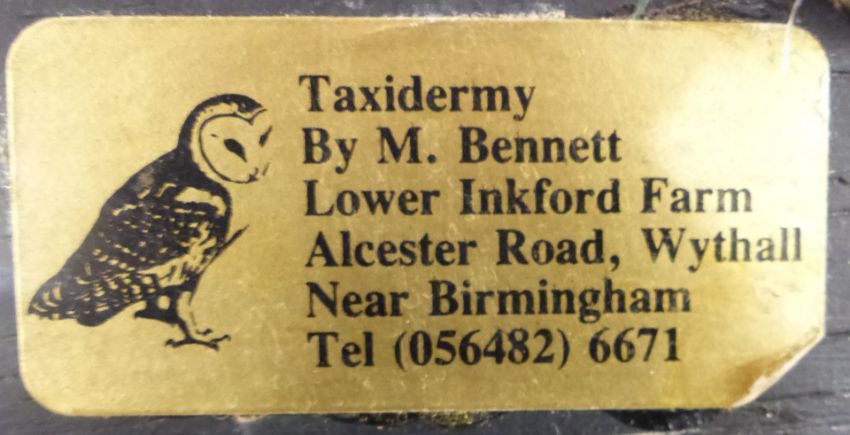 Taxidermy
By M. Bennett
Lower Inkford Farm
Alcester Road, Wythall
Near Birmingham
Tel (056482) 6671